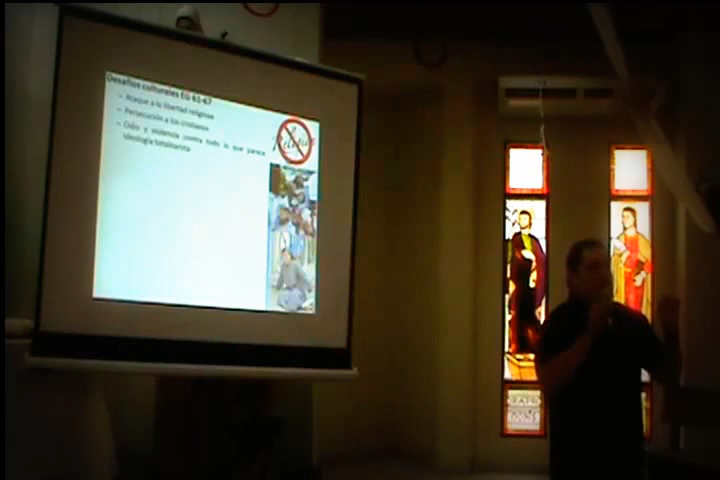 Desafíos culturales EG 61-67
– Ataque a la libertad religiosa
– Persecución a los cristianos
– Odio y violencia contra todo lo que parece
ideología totalitarista
Religion